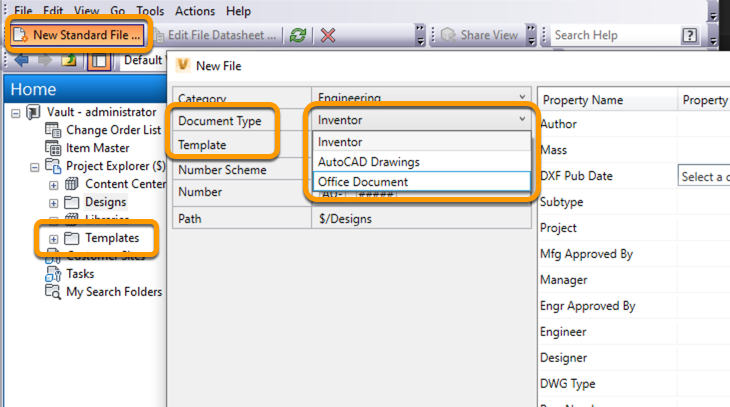 File Edit View Go Tools Actions Help
New Standard File ... Edit File Datasheet ... Share View Search Help ?
Default
New File
Home
Vault - administrator
Change Order List
Item Master
Project Explorer ($)
Content Center
Designs
Libraries
Templates
Customer Sites
Tasks
My Search Folders
Category Engineering
Document Type Inventor
Template Inventor
AutoCAD Drawings
Number Scheme
Office Document
Number #####
Path $/Designs
Property Name Property
Author
Mass
DXF Pub Date Select a
Subtype
Project
Mfg Approved By
Manager
Engr Approved By
Engineer
Designer
DWG Type